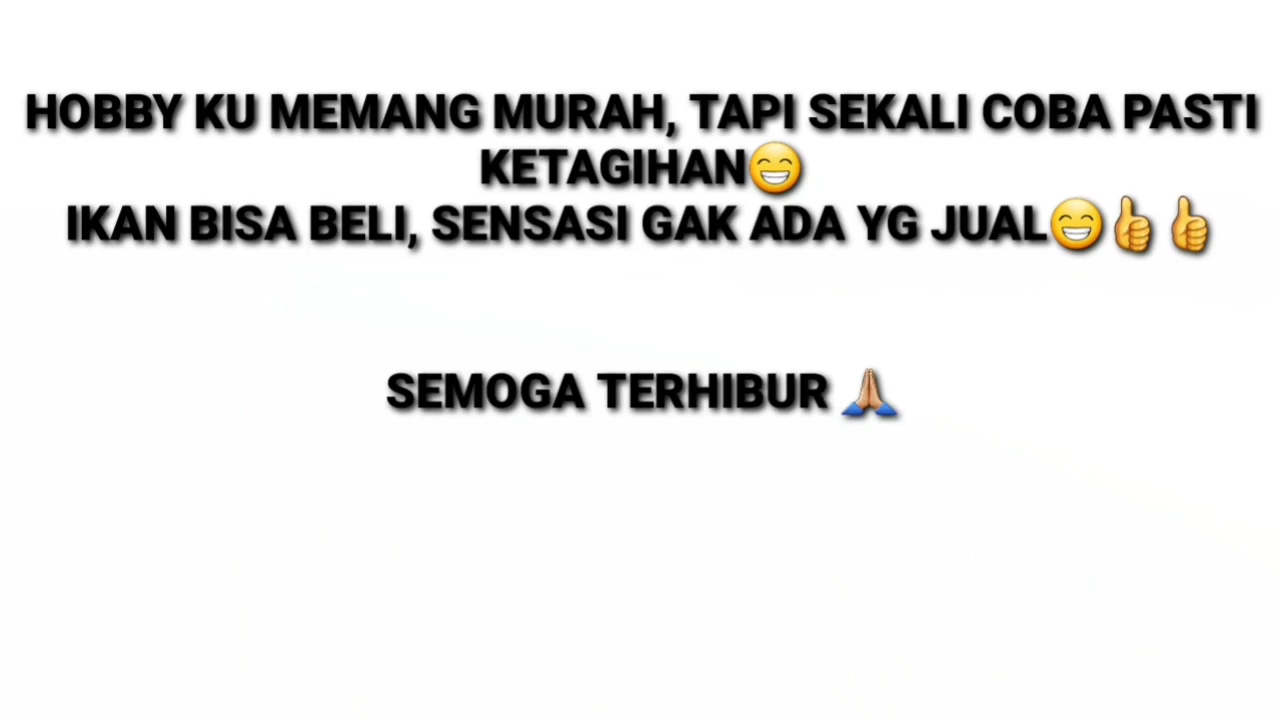 HOBBY KU MEMANG MURAH, TAPI SEKALI COBA PASTI
KETAGIHAN😁
IKAN BISA BELI, SENSASI GAK ADA YG JUAL😁👍👍
SEMOGA TERHIBUR 🙏🏼